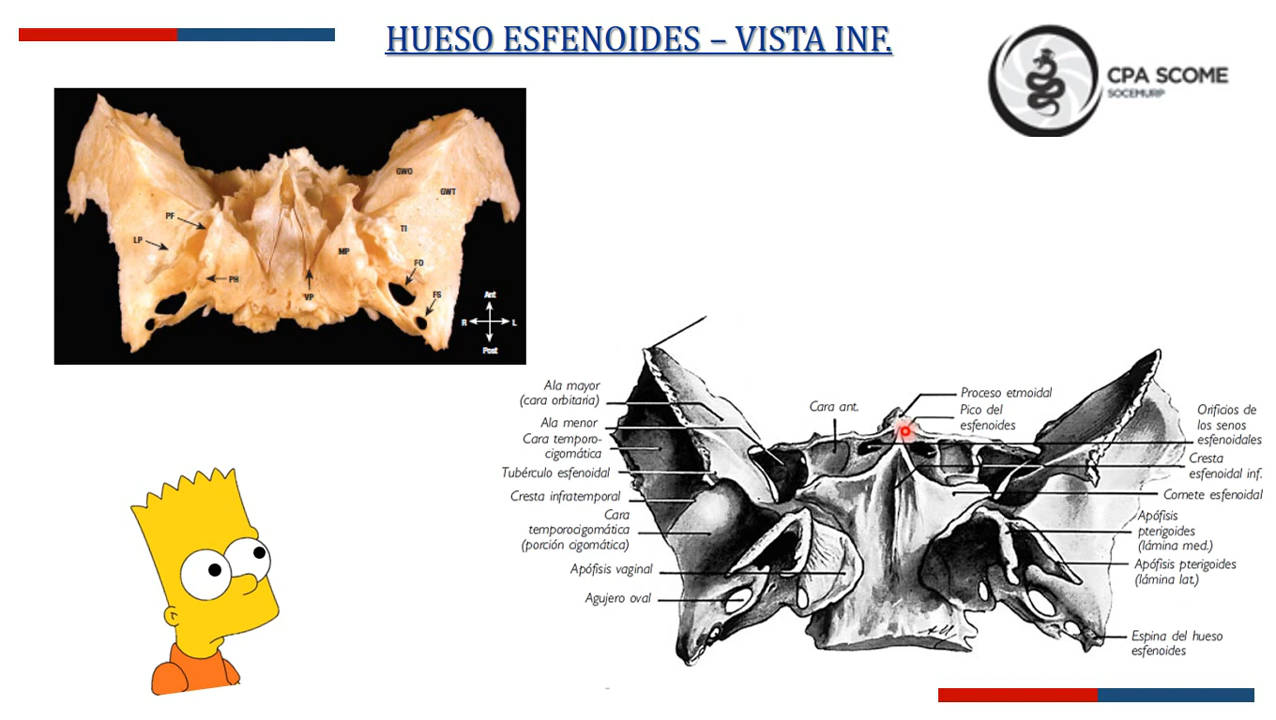 HUESO ESFENOIDES – VISTA INF.
CPA SCOME
SOCEMURP
GWO
GWT
PF
TI
LP
MP
FO
PH
FS
VP
Ant
R
L
Post
Ala mayor
(cara orbitaria)
Ala menor
Cara temporo-
cigomática
Tubérculo esfenoidal
Cresta infratemporal
Cara
temporocigomática
(porción cigomática)
Apófisis vaginal
Agujero oval
Cara ant.
Proceso etmoidal
Pico del
esfenoides
Orificios de
los senos
esfenoidales
Cresta
esfenoidal inf.
Cornete esfenoidal
Apófisis
pterigoides
(lámina med.)
Apófisis pterigoides
(lámina lat.)
Espina del hueso
esfenoides